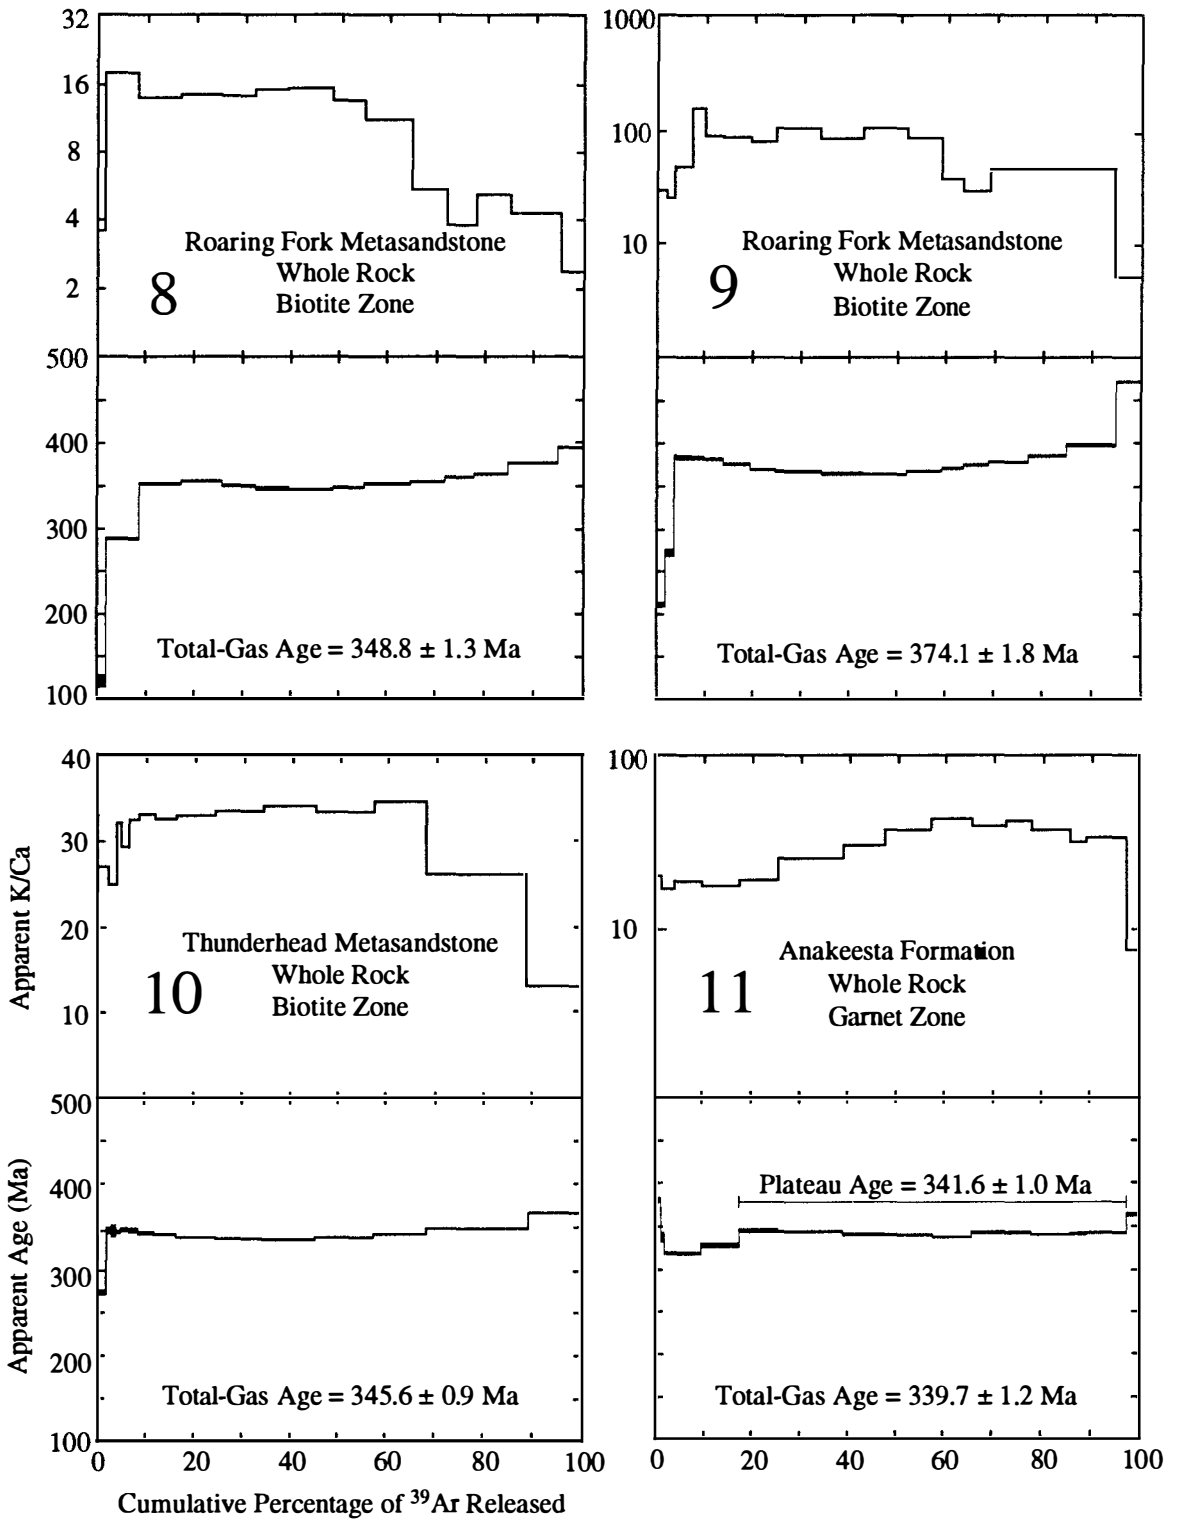 32
16
8
4
2
Roaring Fork Metasandstone
Whole Rock
Biotite Zone
8
500
400
300
200
100
Total-Gas Age = 348.8 ± 1.3 Ma
1000
100
10
Roaring Fork Metasandstone
Whole Rock
Biotite Zone
9
Total-Gas Age = 374.1 ± 1.8 Ma
Apparent K/Ca
40
30
20
10
Thunderhead Metasandstone
Whole Rock
Biotite Zone
10
Apparent Age (Ma)
500
400
300
200
100
Total-Gas Age = 345.6 ± 0.9 Ma
0 20 40 60 80 100
Cumulative Percentage of ³⁹Ar Released
100
10
Anakeesta Formation
Whole Rock
Garnet Zone
11
Plateau Age = 341.6 ± 1.0 Ma
Total-Gas Age = 339.7 ± 1.2 Ma
0 20 40 60 80 100